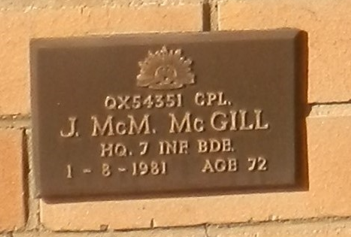 QX54351 CPL.
J. McM. McGILL
HQ. 7 INF. BDE.
1 - 8 - 1981 AGE 72